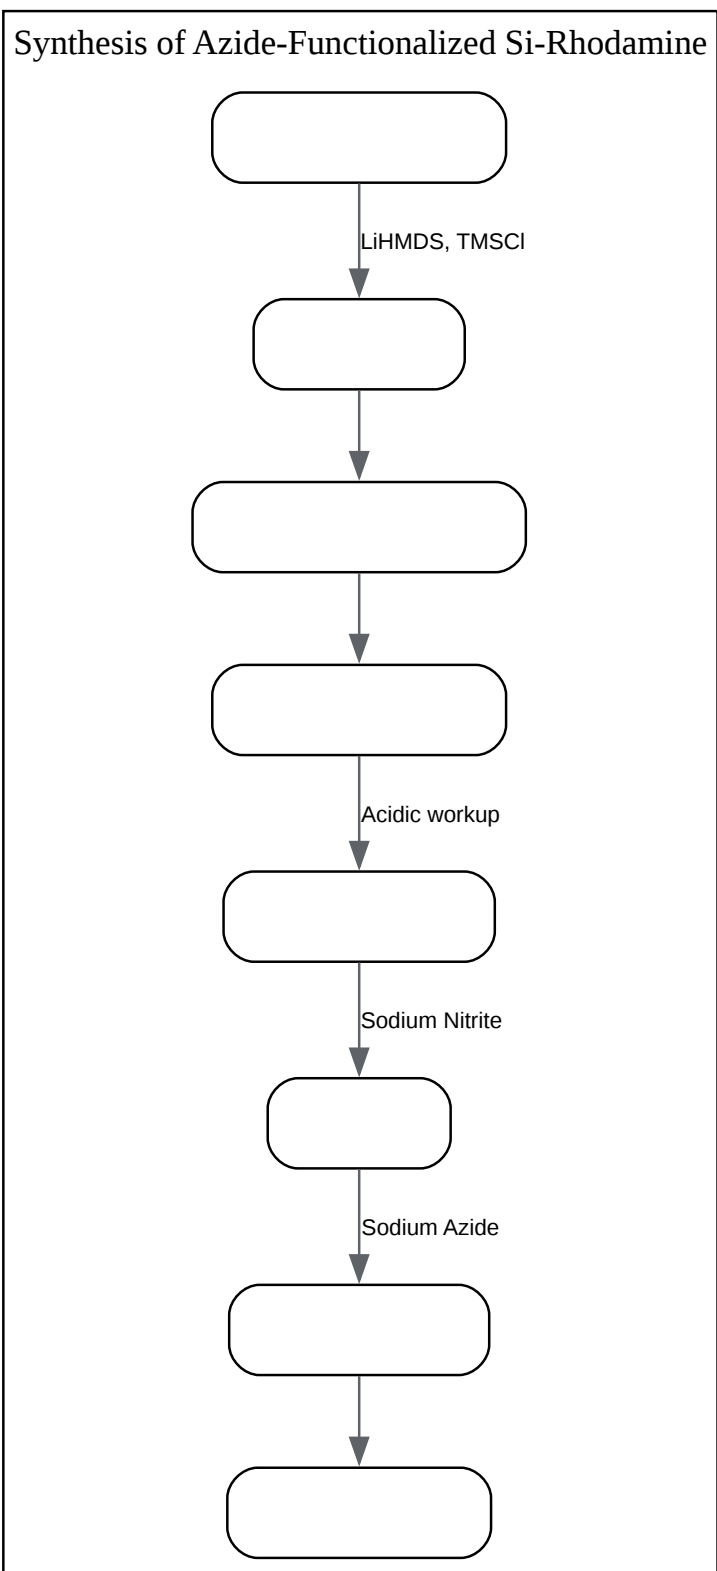 Synthesis of Azide-Functionalized Si-Rhodamine
LiHMDS, TMSCl
Acidic workup
Sodium Nitrite
Sodium Azide